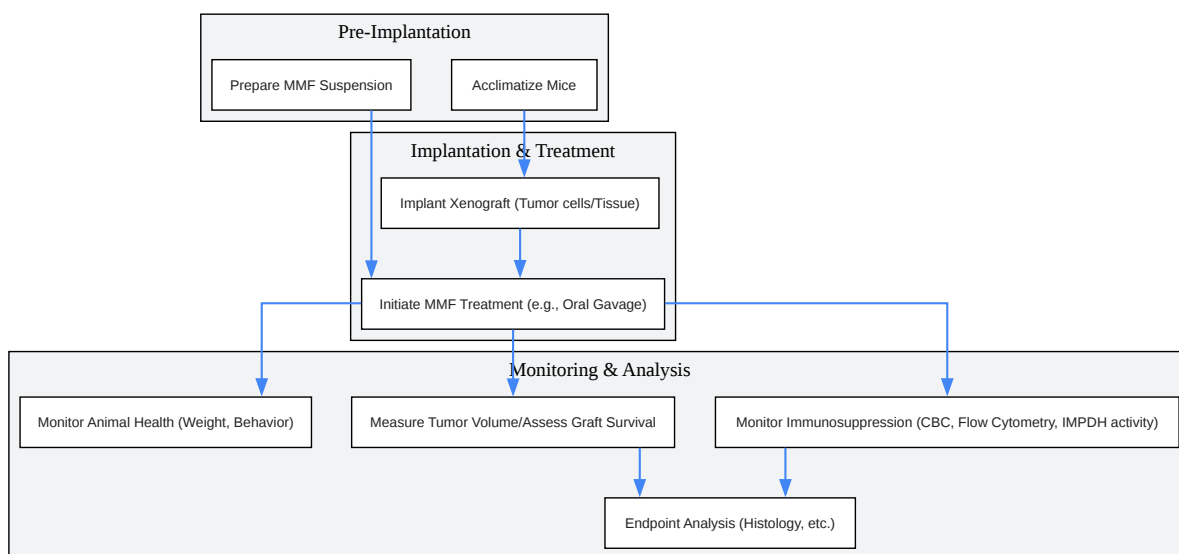 Pre-Implantation
Prepare MMF Suspension
Acclimatize Mice
Implantation & Treatment
Implant Xenograft (Tumor cells/Tissue)
Initiate MMF Treatment (e.g., Oral Gavage)
Monitoring & Analysis
Monitor Animal Health (Weight, Behavior)
Measure Tumor Volume/Assess Graft Survival
Monitor Immunosuppression (CBC, Flow Cytometry, IMPDH activity)
Endpoint Analysis (Histology, etc.)